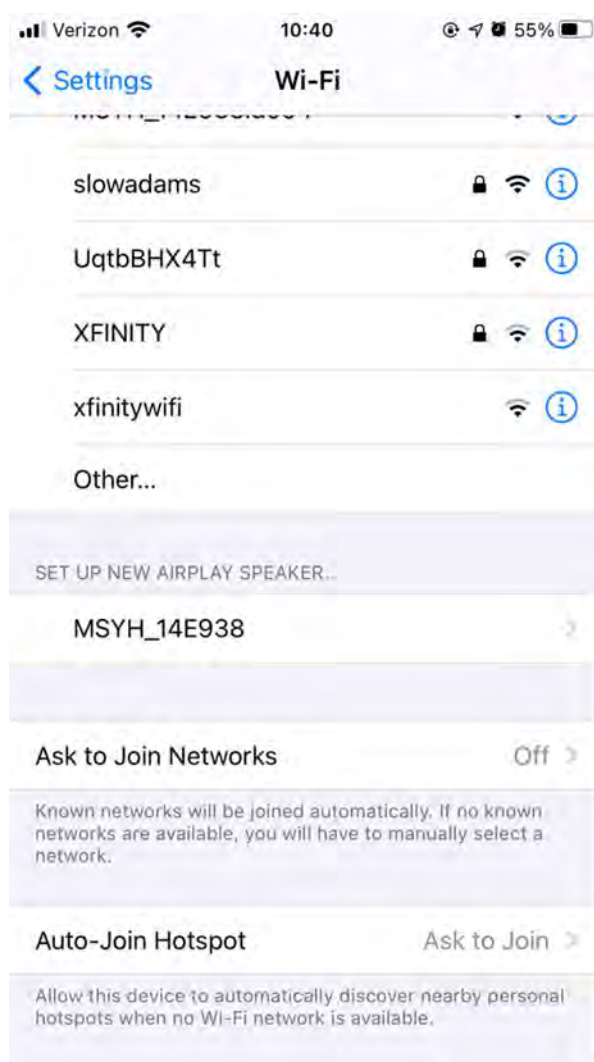 Verizon 10:40 55%
Settings Wi-Fi
slowadams
UqtbBHX4Tt
XFINITY
xfinitywifi
Other...
SET UP NEW AIRPLAY SPEAKER...
MSYH_14E938
Ask to Join Networks Off
Known networks will be joined automatically. If no known
networks are available, you will have to manually select a
network.
Auto-Join Hotspot Ask to Join
Allow this device to automatically discover nearby personal
hotspots when no Wi-Fi network is available.